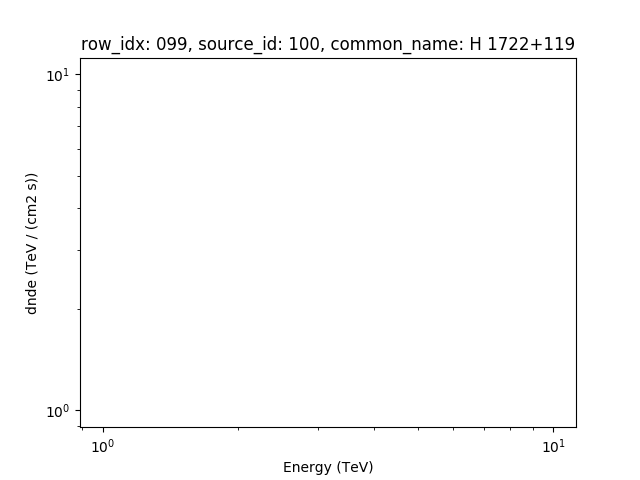 row_idx: 099, source_id: 100, common_name: H 1722+119
10¹
dnde (TeV / (cm2 s))
10⁰
10⁰ 10¹
Energy (TeV)